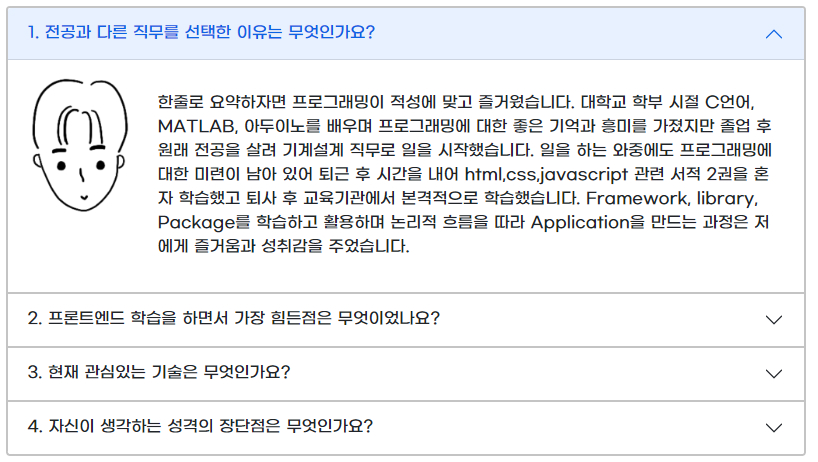 1. 전공과 다른 직무를 선택한 이유는 무엇인가요?
한줄로 요약하자면 프로그래밍이 적성에 맞고 즐거웠습니다. 대학교 학부 시절 C언어,
MATLAB, 아두이노를 배우며 프로그래밍에 대한 좋은 기억과 흥미를 가졌지만 졸업 후
원래 전공을 살려 기계설계 직무로 일을 시작했습니다. 일을 하는 와중에도 프로그래밍에
대한 미련이 남아 있어 퇴근 후 시간을 내어 html,css,javascript 관련 서적 2권을 혼
자 학습했고 퇴사 후 교육기관에서 본격적으로 학습했습니다. Framework, library,
Package를 학습하고 활용하며 논리적 흐름을 따라 Application을 만드는 과정은 저
에게 즐거움과 성취감을 주었습니다.
2. 프론트엔드 학습을 하면서 가장 힘든점은 무엇이었나요?
3. 현재 관심있는 기술은 무엇인가요?
4. 자신이 생각하는 성격의 장단점은 무엇인가요?